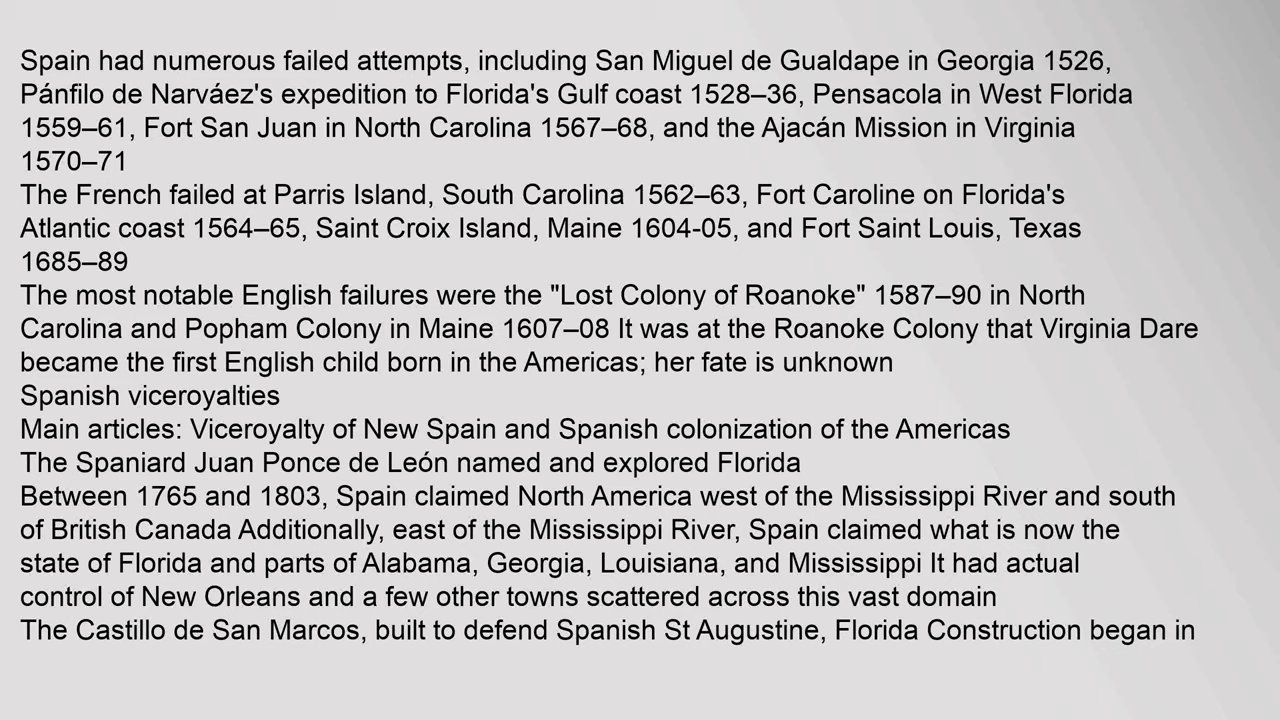 Spain had numerous failed attempts, including San Miguel de Gualdape in Georgia 1526,
Pánfilo de Narváez's expedition to Florida's Gulf coast 1528–36, Pensacola in West Florida
1559–61, Fort San Juan in North Carolina 1567–68, and the Ajacán Mission in Virginia
1570–71
The French failed at Parris Island, South Carolina 1562–63, Fort Caroline on Florida's
Atlantic coast 1564–65, Saint Croix Island, Maine 1604-05, and Fort Saint Louis, Texas
1685–89
The most notable English failures were the "Lost Colony of Roanoke" 1587–90 in North
Carolina and Popham Colony in Maine 1607–08 It was at the Roanoke Colony that Virginia Dare
became the first English child born in the Americas; her fate is unknown
Spanish viceroyalties
Main articles: Viceroyalty of New Spain and Spanish colonization of the Americas
The Spaniard Juan Ponce de León named and explored Florida
Between 1765 and 1803, Spain claimed North America west of the Mississippi River and south
of British Canada Additionally, east of the Mississippi River, Spain claimed what is now the
state of Florida and parts of Alabama, Georgia, Louisiana, and Mississippi It had actual
control of New Orleans and a few other towns scattered across this vast domain
The Castillo de San Marcos, built to defend Spanish St Augustine, Florida Construction began in